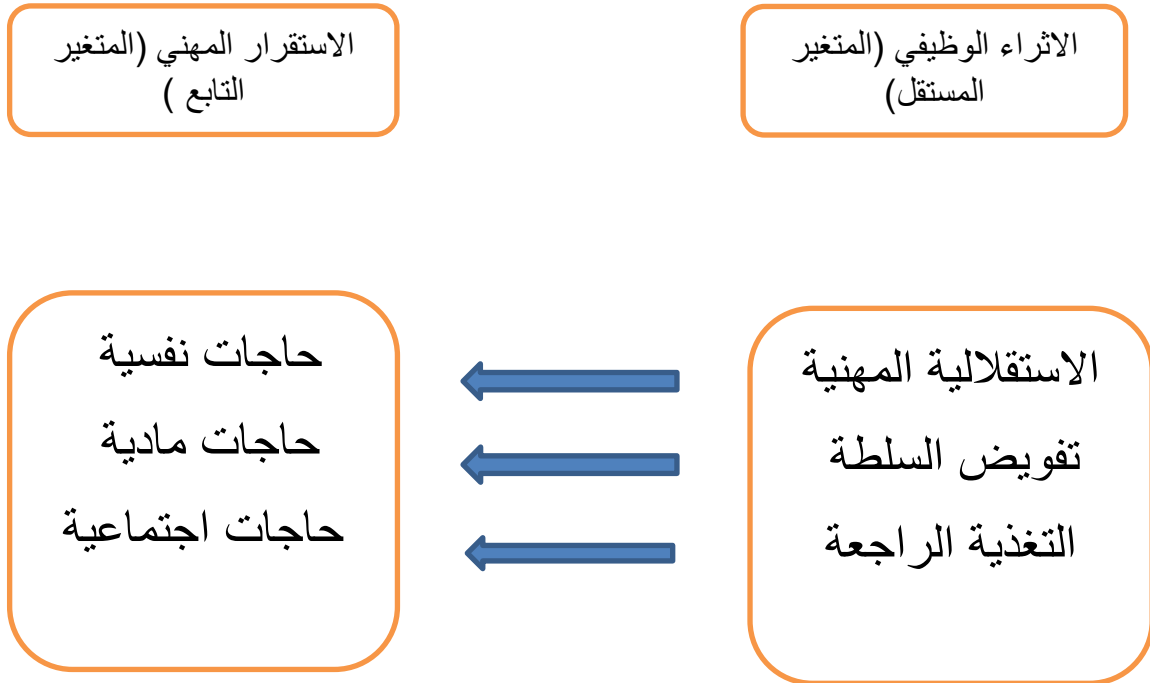 الاثراء الوظيفي (المتغير
المستقل)
الاستقرار المهني (المتغير
التابع )
الاستقلالية المهنية
تفويض السلطة
التغذية الراجعة
حاجات نفسية
حاجات مادية
حاجات اجتماعية